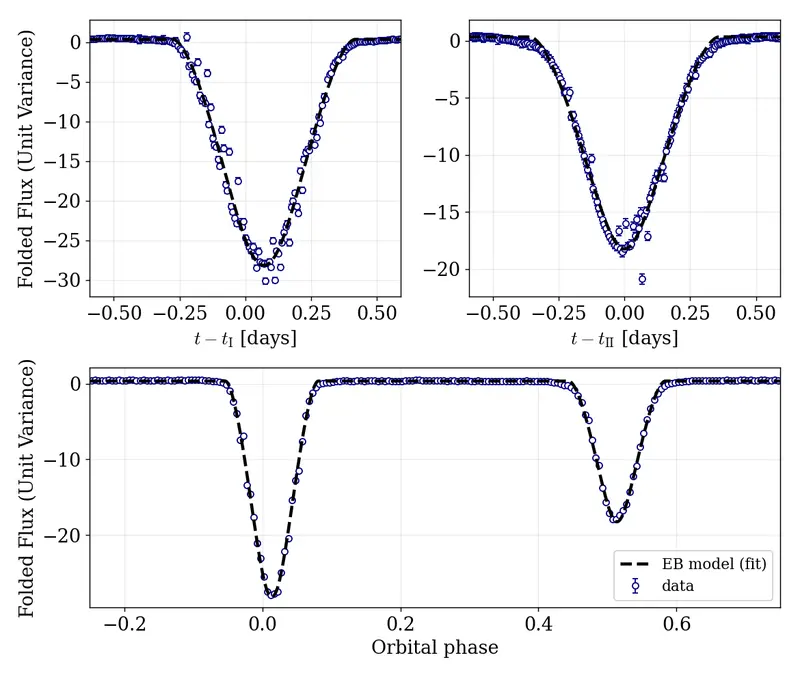 Folded Flux (Unit Variance)
0
−5
−10
−15
−20
−25
−30
−0.50 −0.25 0.00 0.25 0.50
t − t_I [days]
0
−5
−10
−15
−20
−0.50 −0.25 0.00 0.25 0.50
t − t_II [days]
Folded Flux (Unit Variance)
0
−10
−20
−0.2 0.0 0.2 0.4 0.6
Orbital phase
EB model (fit)
data